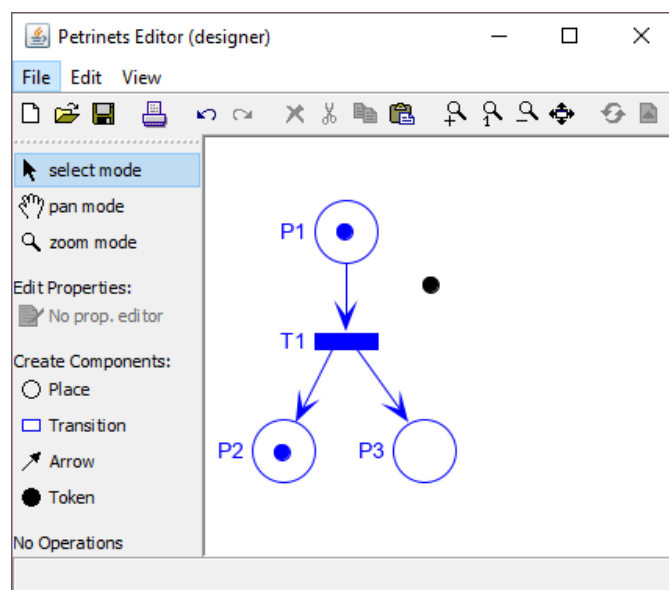 Petrinets Editor (designer)
File Edit View
select mode
pan mode
zoom mode
Edit Properties:
No prop. editor
Create Components:
Place
Transition
Arrow
Token
No Operations
P1
T1
P2 P3